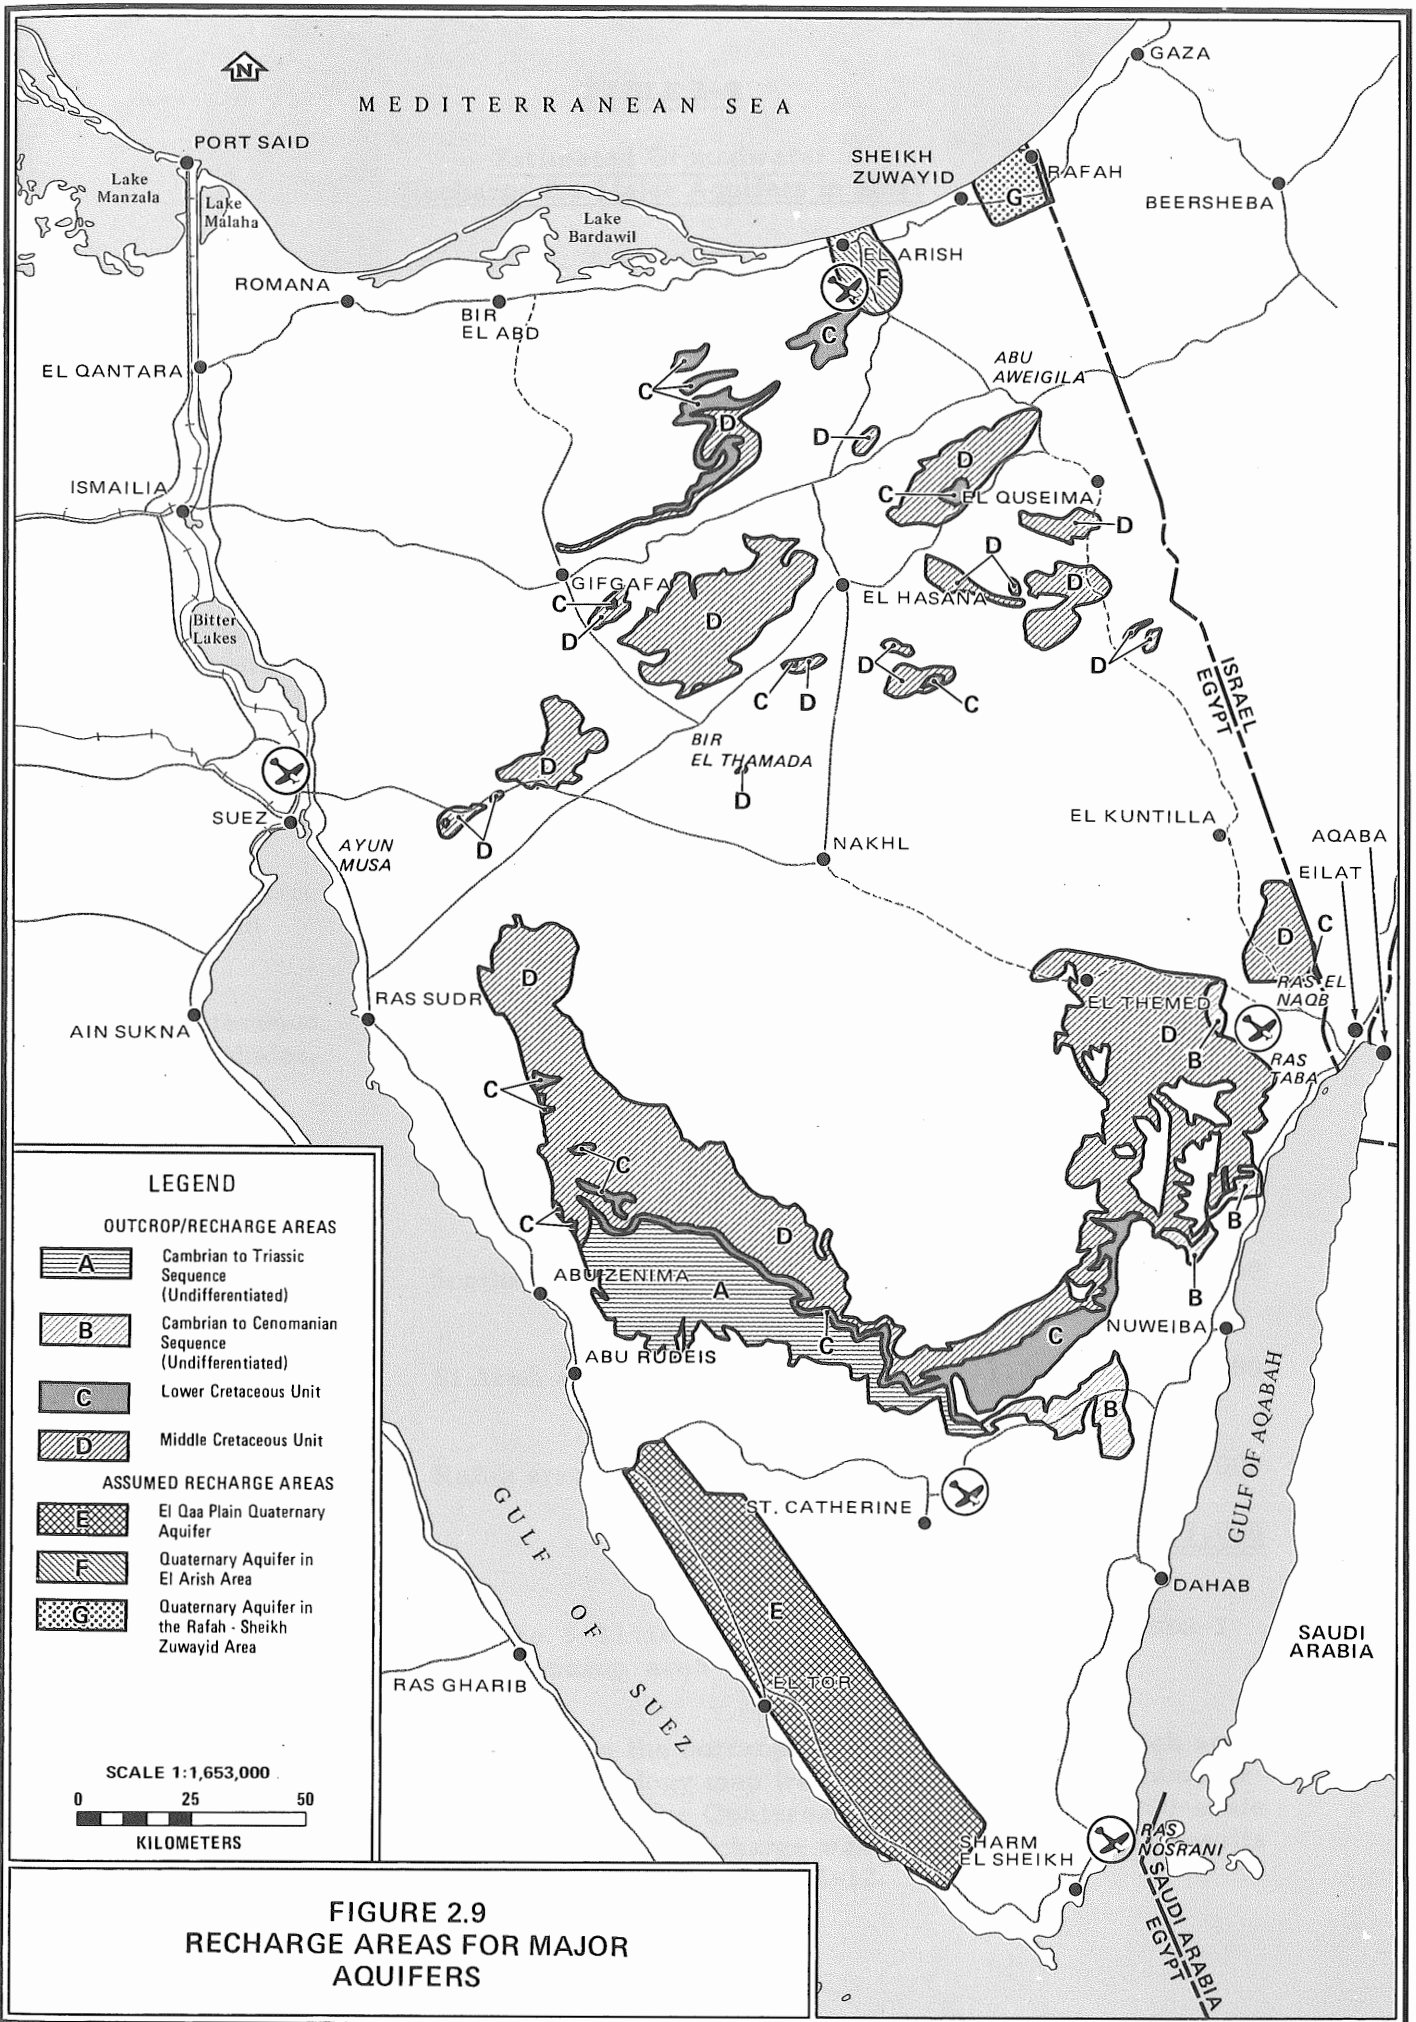 N
GAZA
MEDITERRANEAN SEA
PORT SAID
SHEIKH
ZUWAYID
RAFAH
Lake
Manzala
Lake
Malaha
G
BEERSHEBA
Lake
Bardawil
EL ARISH
F
ROMANA
BIR
EL ABD
C
ABU
AWEIGILA
EL QANTARA
C
D
D
D
ISMAILIA
C
EL QUSEIMA
D
GIFGAFA
D
C
D
EL HASANA
D
Bitter
Lakes
D
D
D
C
D
C
ISRAEL
EGYPT
BIR
EL THAMADA
D
D
SUEZ
AYUN
MUSA
D
NAKHL
EL KUNTILLA
AQABA
EILAT
C
D
D
RAS SUDR
EL THEMED
RAS EL
NAQB
AIN SUKNA
D
B
RAS
TABA
C
C
C
D
B
B
ABU ZENIMA
A
C
C
NUWEIBA
ABU RUDEIS
B
GULF OF AQABAH
ST. CATHERINE
GULF OF SUEZ
DAHAB
E
SAUDI
ARABIA
RAS GHARIB
EL TOR
SHARM
EL SHEIKH
RAS
NOSRANI
SAUDI ARABIA
EGYPT
LEGEND
OUTCROP/RECHARGE AREAS
A
Cambrian to Triassic
Sequence
(Undifferentiated)
B
Cambrian to Cenomanian
Sequence
(Undifferentiated)
C
Lower Cretaceous Unit
D
Middle Cretaceous Unit
ASSUMED RECHARGE AREAS
E
El Qaa Plain Quaternary
Aquifer
F
Quaternary Aquifer in
El Arish Area
G
Quaternary Aquifer in
the Rafah - Sheikh
Zuwayid Area
SCALE 1:1,653,000
0 25 50
KILOMETERS
FIGURE 2.9
RECHARGE AREAS FOR MAJOR
AQUIFERS